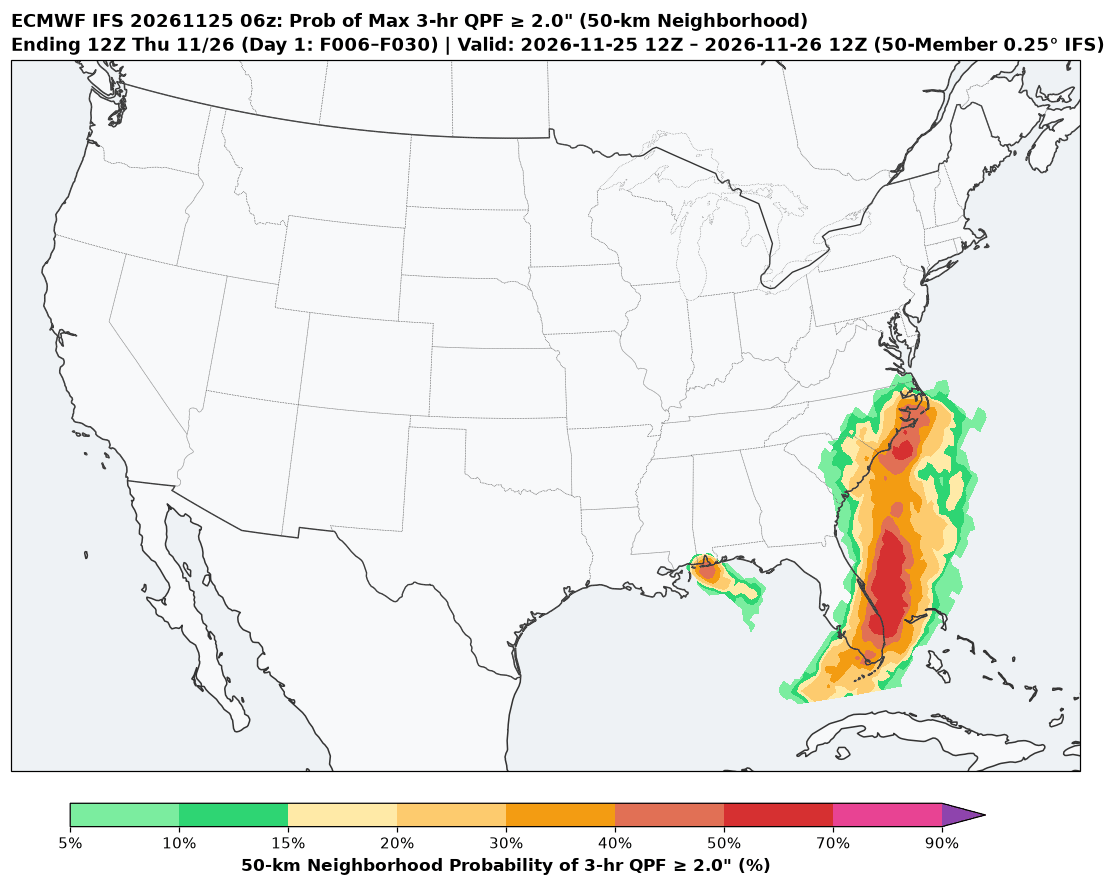 ECMWF IFS 20261125 06z: Prob of Max 3-hr QPF ≥ 2.0" (50-km Neighborhood)
Ending 12Z Thu 11/26 (Day 1: F006–F030) | Valid: 2026-11-25 12Z – 2026-11-26 12Z (50-Member 0.25° IFS)
5% 10% 15% 20% 30% 40% 50% 70% 90%
50-km Neighborhood Probability of 3-hr QPF ≥ 2.0" (%)